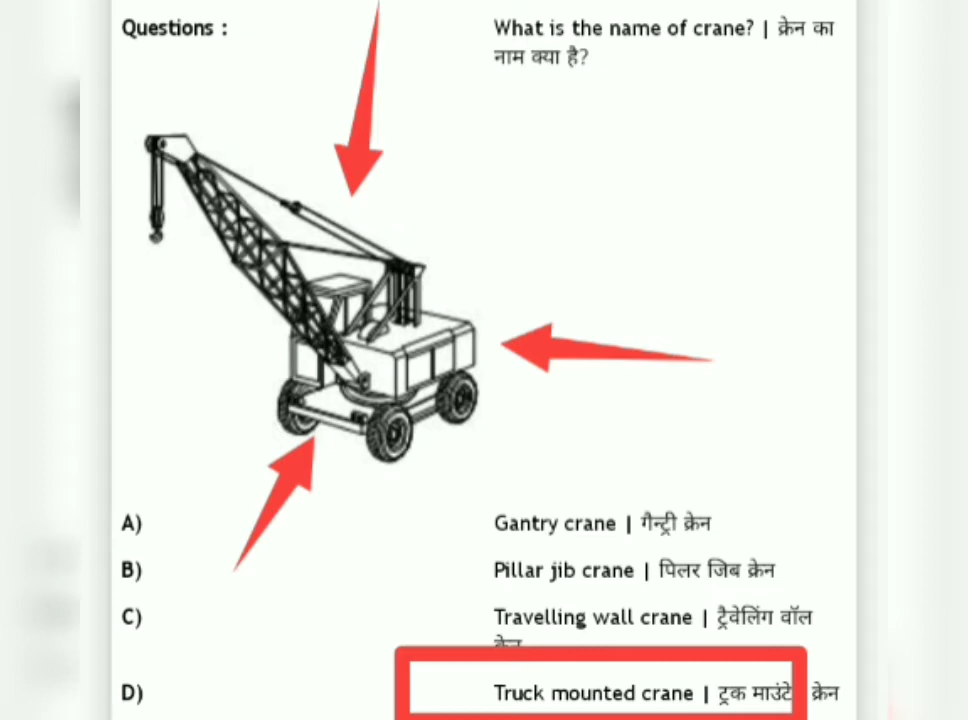 Questions : What is the name of crane? | क्रेन का
नाम क्या है?
A) Gantry crane | गैन्ट्री क्रेन
B) Pillar jib crane | पिलर जिब क्रेन
C) Travelling wall crane | ट्रैवेलिंग वॉल
क्रेन
D) Truck mounted crane | ट्रक माउंटे क्रेन